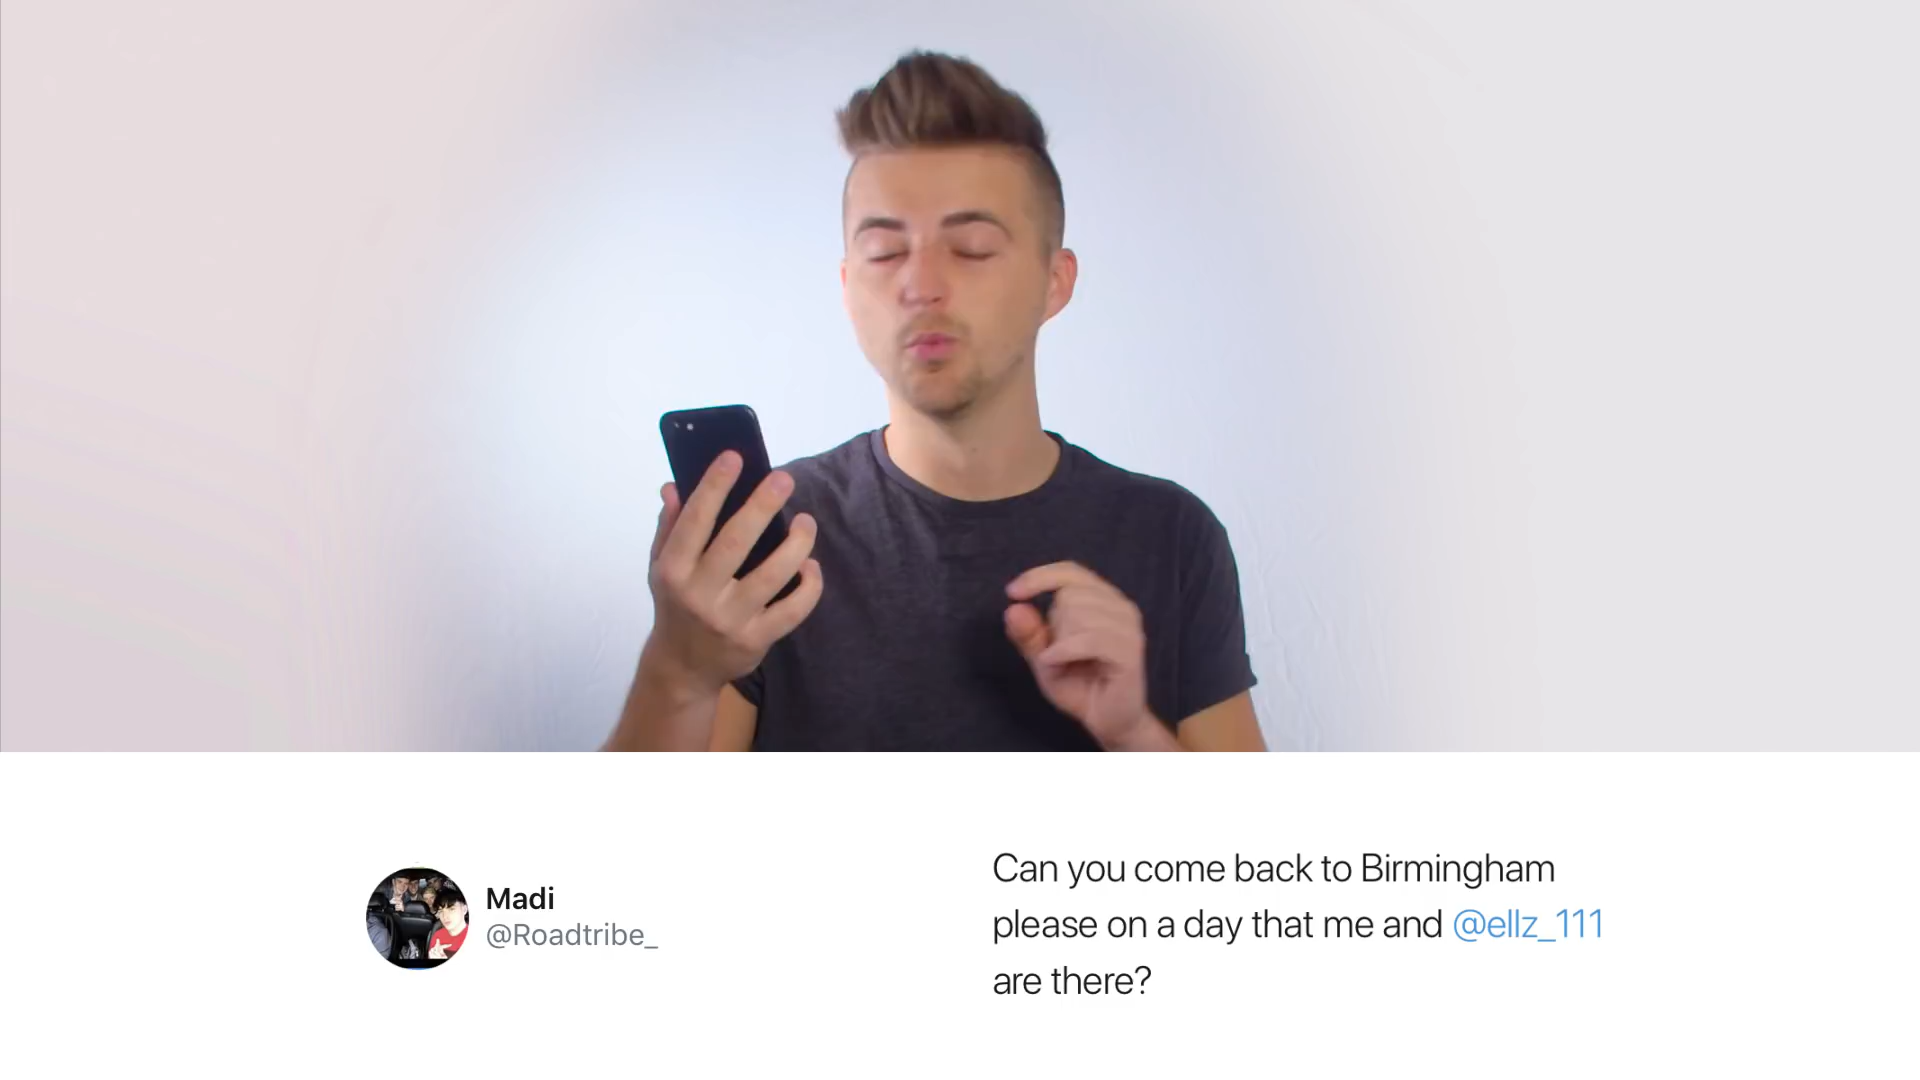 Madi
@Roadtribe_
Can you come back to Birmingham
please on a day that me and @ellz_111
are there?